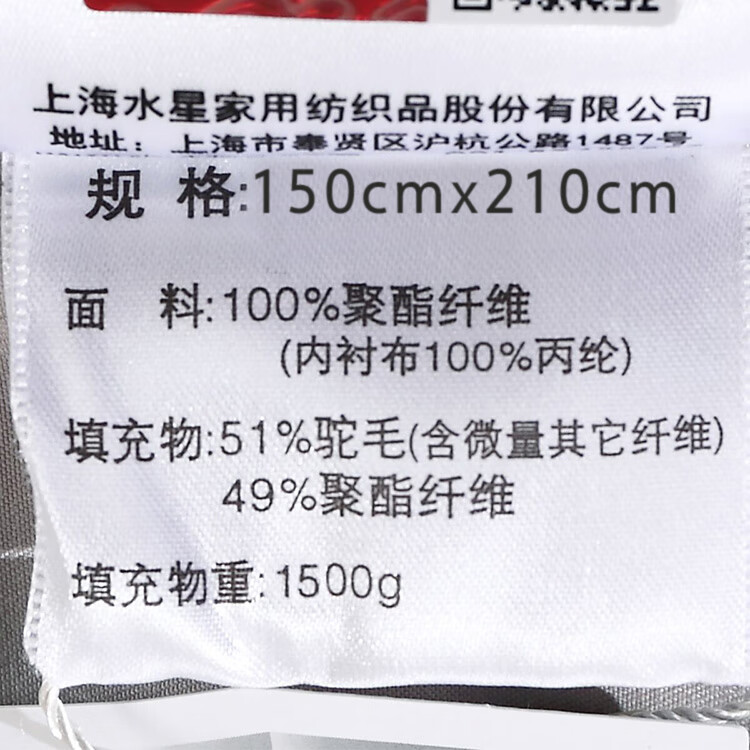 上海水星家用纺织品股份有限公司
地址：上海市奉贤区沪杭公路1487号
规 格:150cmx210cm
面 料:100%聚酯纤维
(内衬布100%丙纶)
填充物:51%驼毛(含微量其它纤维)
49%聚酯纤维
填充物重:1500g